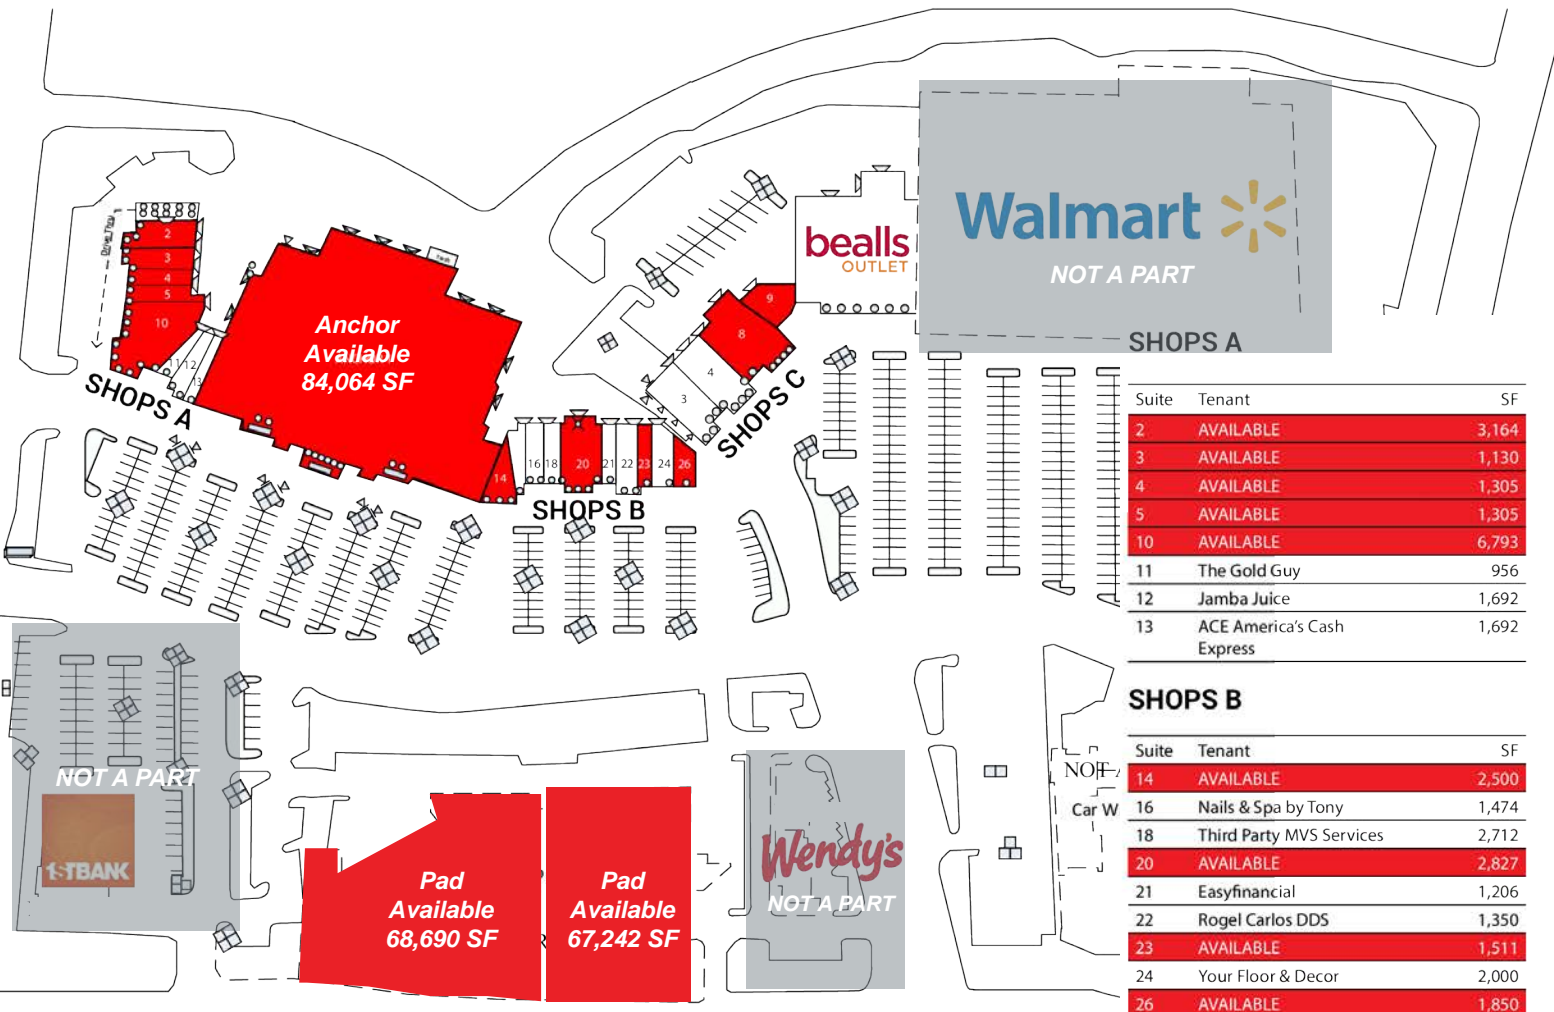 Walmart
NOT A PART
bealls
OUTLET
2
3
4
5
10
11
12
13
SHOPS A
Anchor
Available
84,064 SF
9
8
4
3
SHOPS C
14
16
18
20
21
22
23
24
26
SHOPS B
NOT A PART
1STBANK
Pad
Available
68,690 SF
Pad
Available
67,242 SF
Wendy's
NOT A PART
NOT A
Car W
SHOPS A
Suite Tenant SF
2 AVAILABLE 3,164
3 AVAILABLE 1,130
4 AVAILABLE 1,305
5 AVAILABLE 1,305
10 AVAILABLE 6,793
11 The Gold Guy 956
12 Jamba Juice 1,692
13 ACE America's Cash 1,692
Express
SHOPS B
Suite Tenant SF
14 AVAILABLE 2,500
16 Nails & Spa by Tony 1,474
18 Third Party MVS Services 2,712
20 AVAILABLE 2,827
21 Easyfinancial 1,206
22 Rogel Carlos DDS 1,350
23 AVAILABLE 1,511
24 Your Floor & Decor 2,000
26 AVAILABLE 1,850